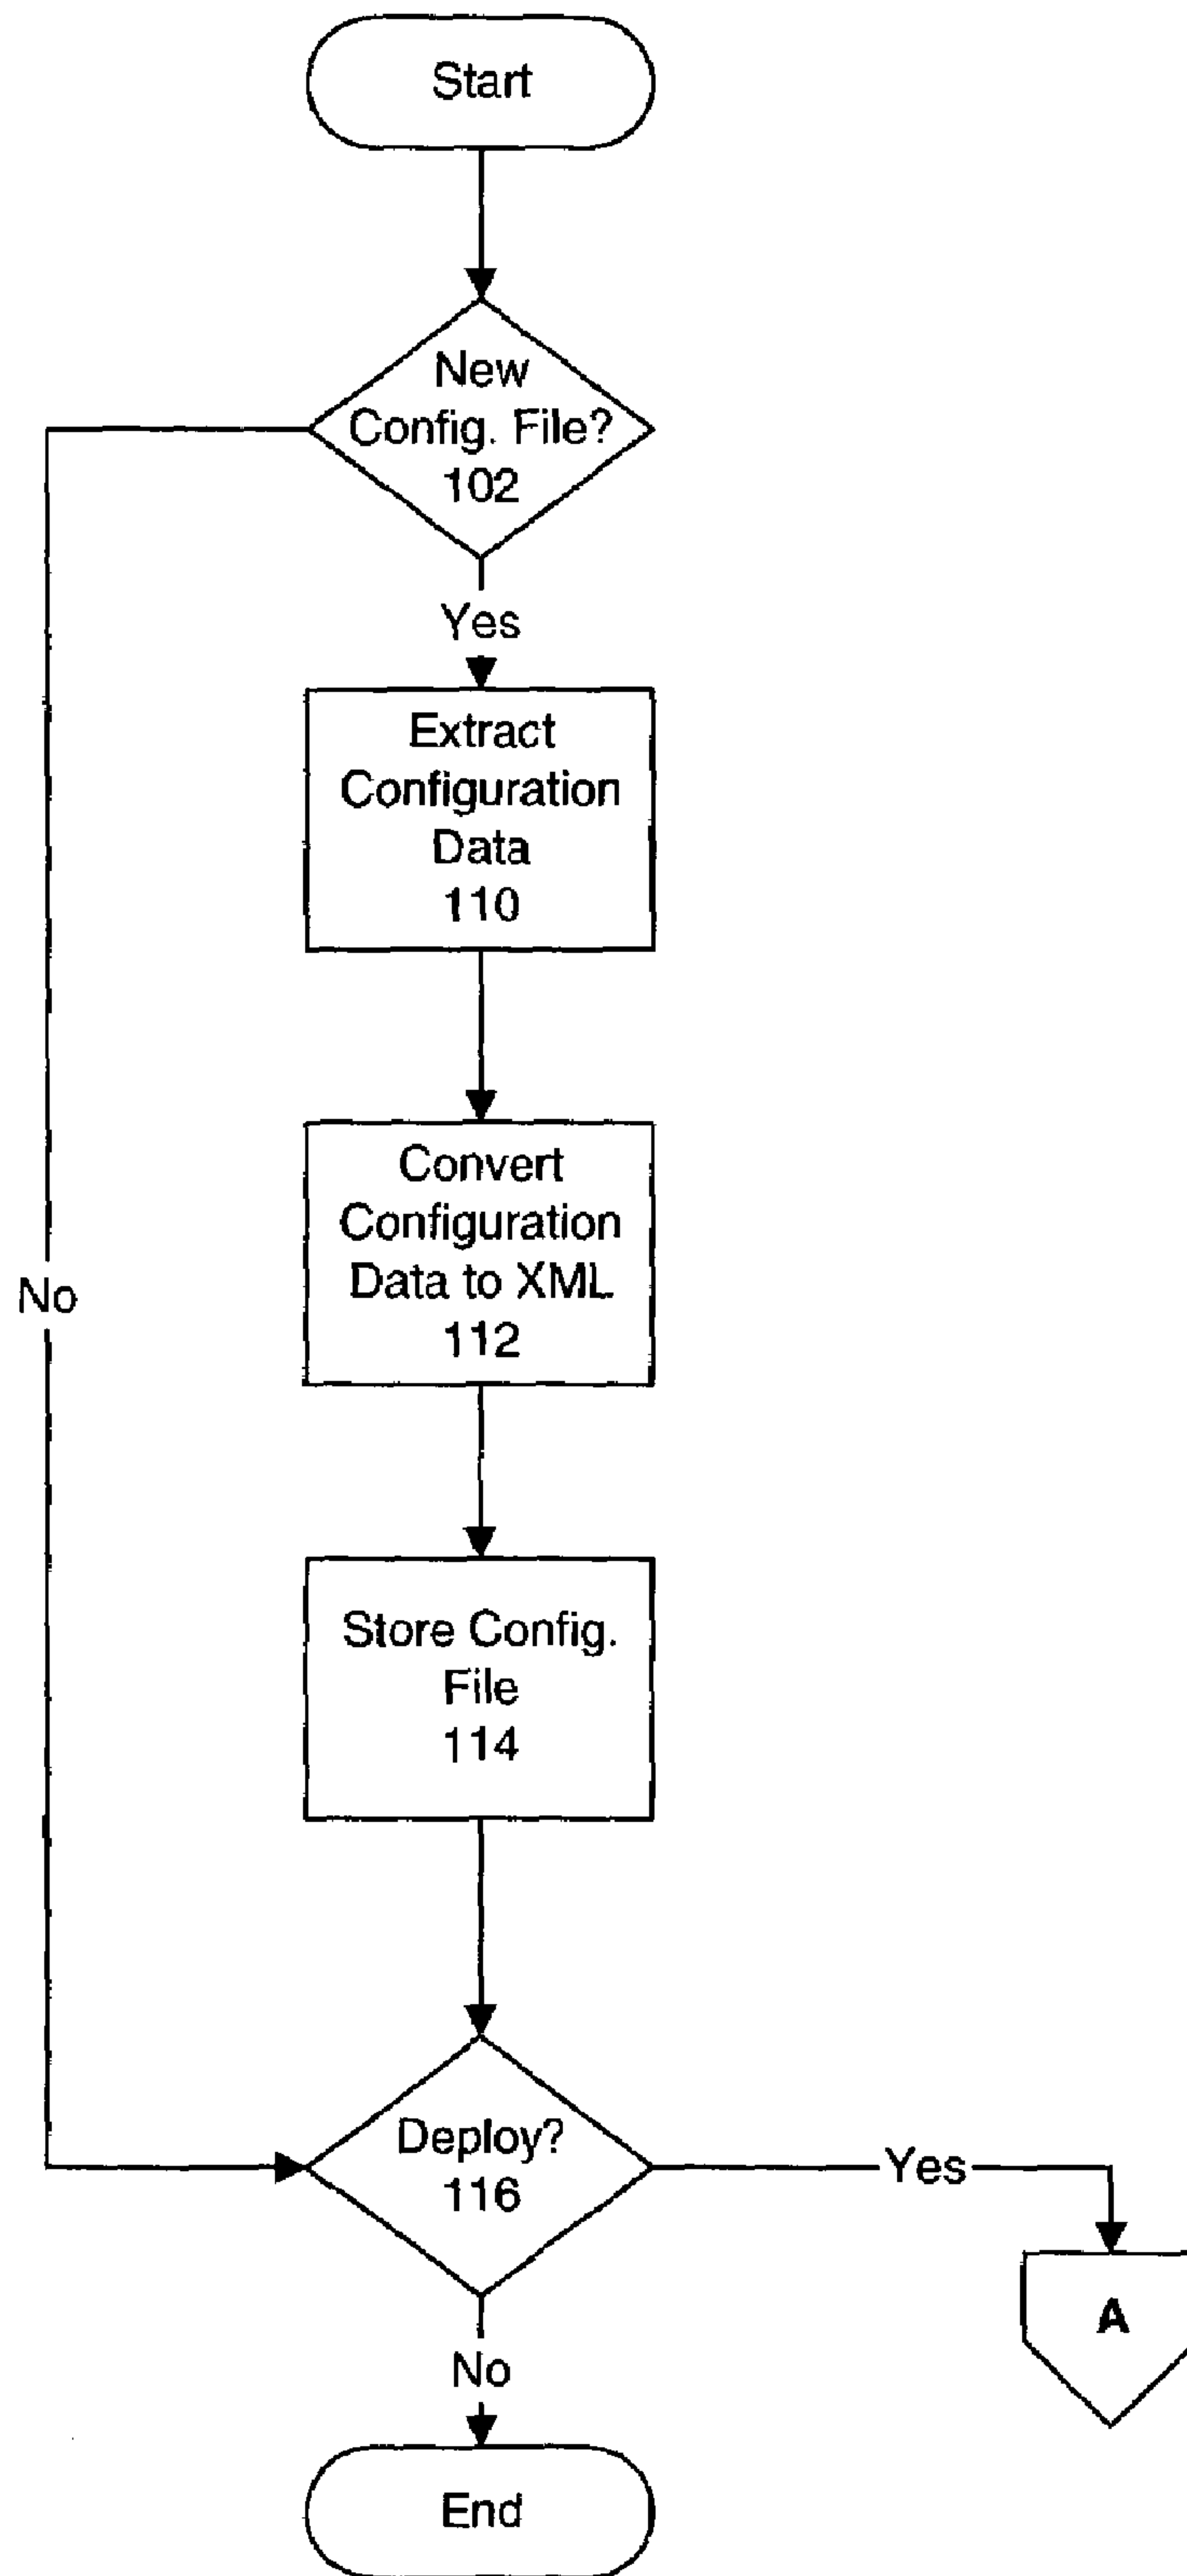 Start
New
Config. File?
102
Yes
Extract
Configuration
Data
110
Convert
Configuration
Data to XML
112
No
Store Config.
File
114
Deploy?
116
Yes
A
No
End